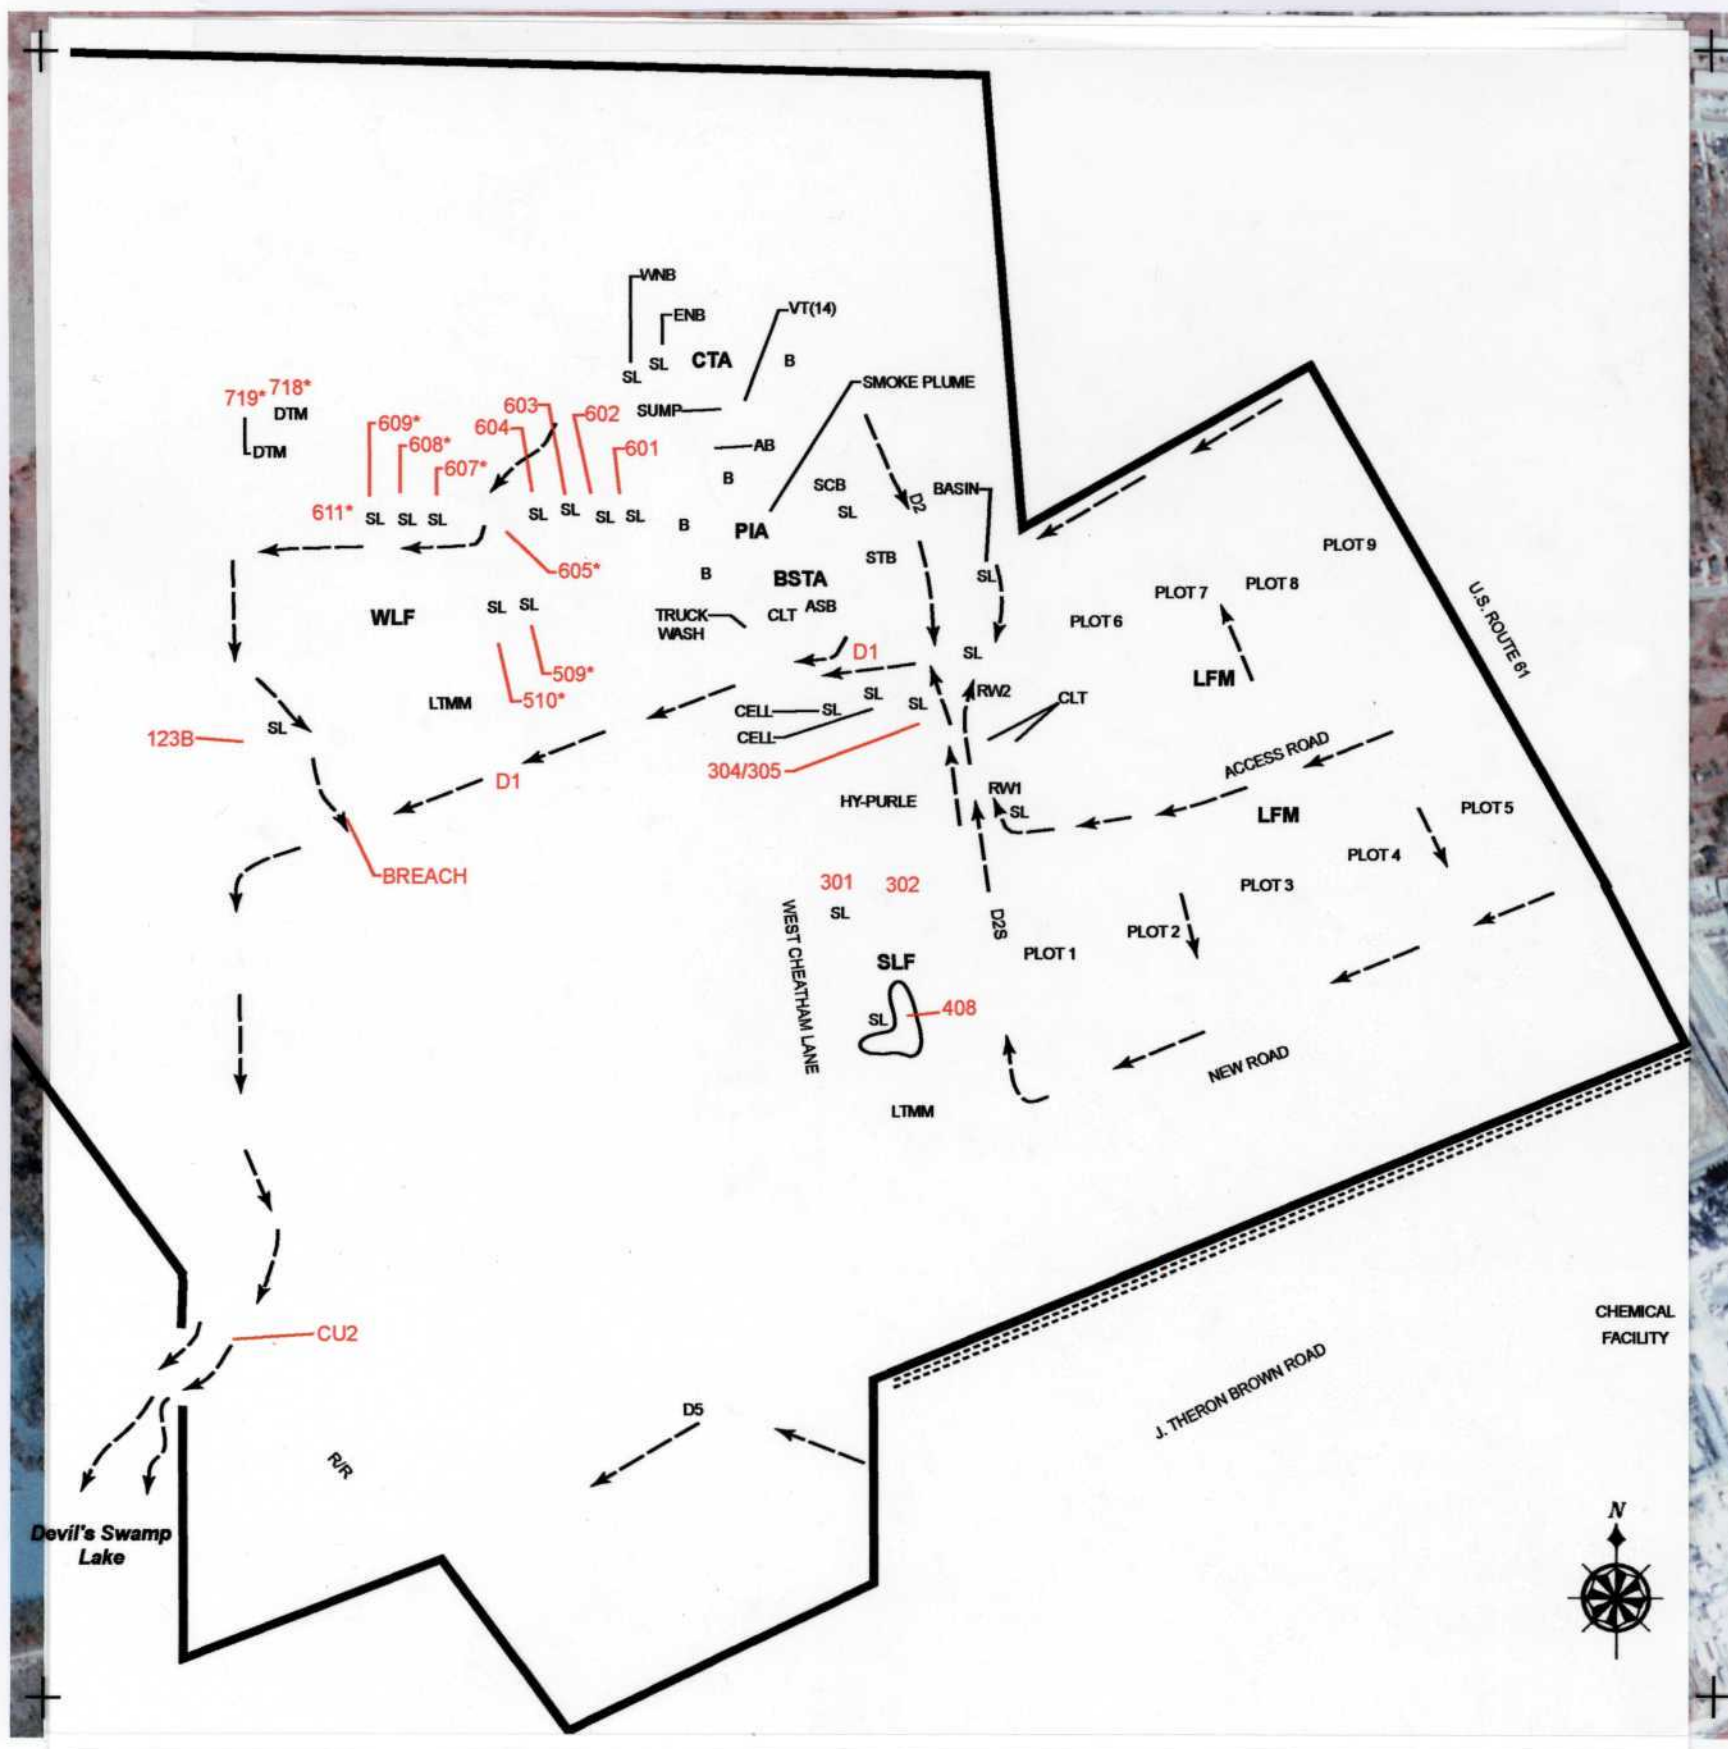 WNB
ENB
VT(14)
SL
CTA
B
SL
SMOKE PLUME
719*
718*
DTM
DTM
SUMP
603
602
604
601
609*
608*
607*
AB
B
SCB
SL
D2
BASIN
611*
SL
SL
SL
SL
SL
SL
SL
B
PIA
PLOT 9
605*
STB
B
BSTA
SL
PLOT 8
PLOT 7
U.S. ROUTE 61
WLF
SL
SL
TRUCK
WASH
CLT
ASB
PLOT 6
D1
SL
509*
510*
LTMM
LFM
SL
RW2
CLT
CELL
SL
SL
CELL
123B
SL
304/305
ACCESS ROAD
D1
HY-PURLE
RW1
SL
LFM
PLOT 5
PLOT 4
BREACH
301
302
SL
PLOT 3
WEST CHEATHAM LANE
D2S
PLOT 2
PLOT 1
SLF
408
SL
NEW ROAD
LTMM
CHEMICAL
FACILITY
CU2
J. THERON BROWN ROAD
D5
R/R
Devil's Swamp
Lake
N